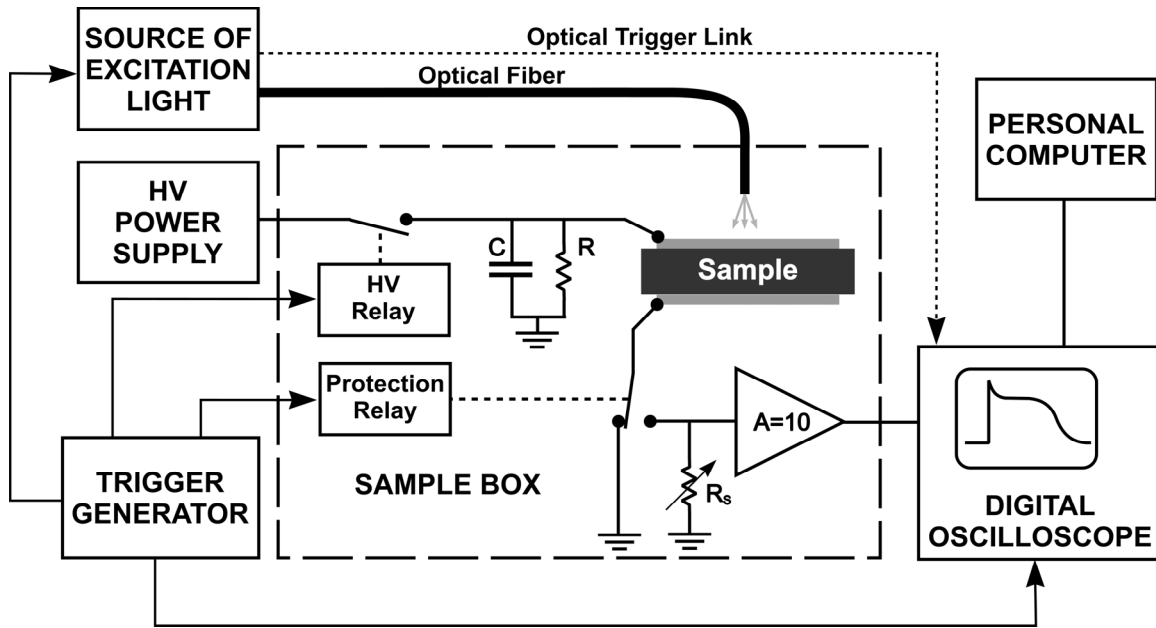 SOURCE OF
EXCITATION
LIGHT
Optical Trigger Link
Optical Fiber
PERSONAL
COMPUTER
HV
POWER
SUPPLY
C
R
Sample
HV
Relay
Protection
Relay
A=10
TRIGGER
GENERATOR
SAMPLE BOX
Rs
DIGITAL
OSCILLOSCOPE